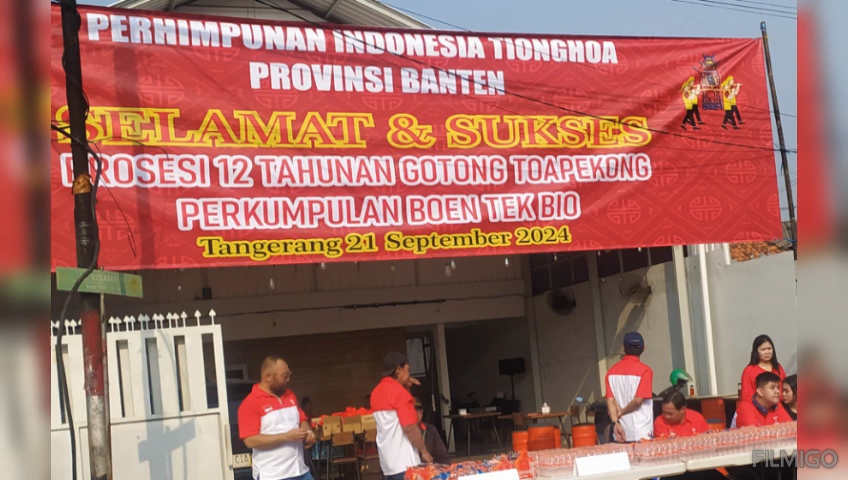 PERHIMPUNAN INDONESIA TIONGHOA
PROVINSI BANTEN
SELAMAT & SUKSES
PROSESI 12 TAHUNAN GOTONG TOAPEKONG
PERKUMPULAN BOEN TEK BIO
Tangerang 21 September 2024
FILMIGO